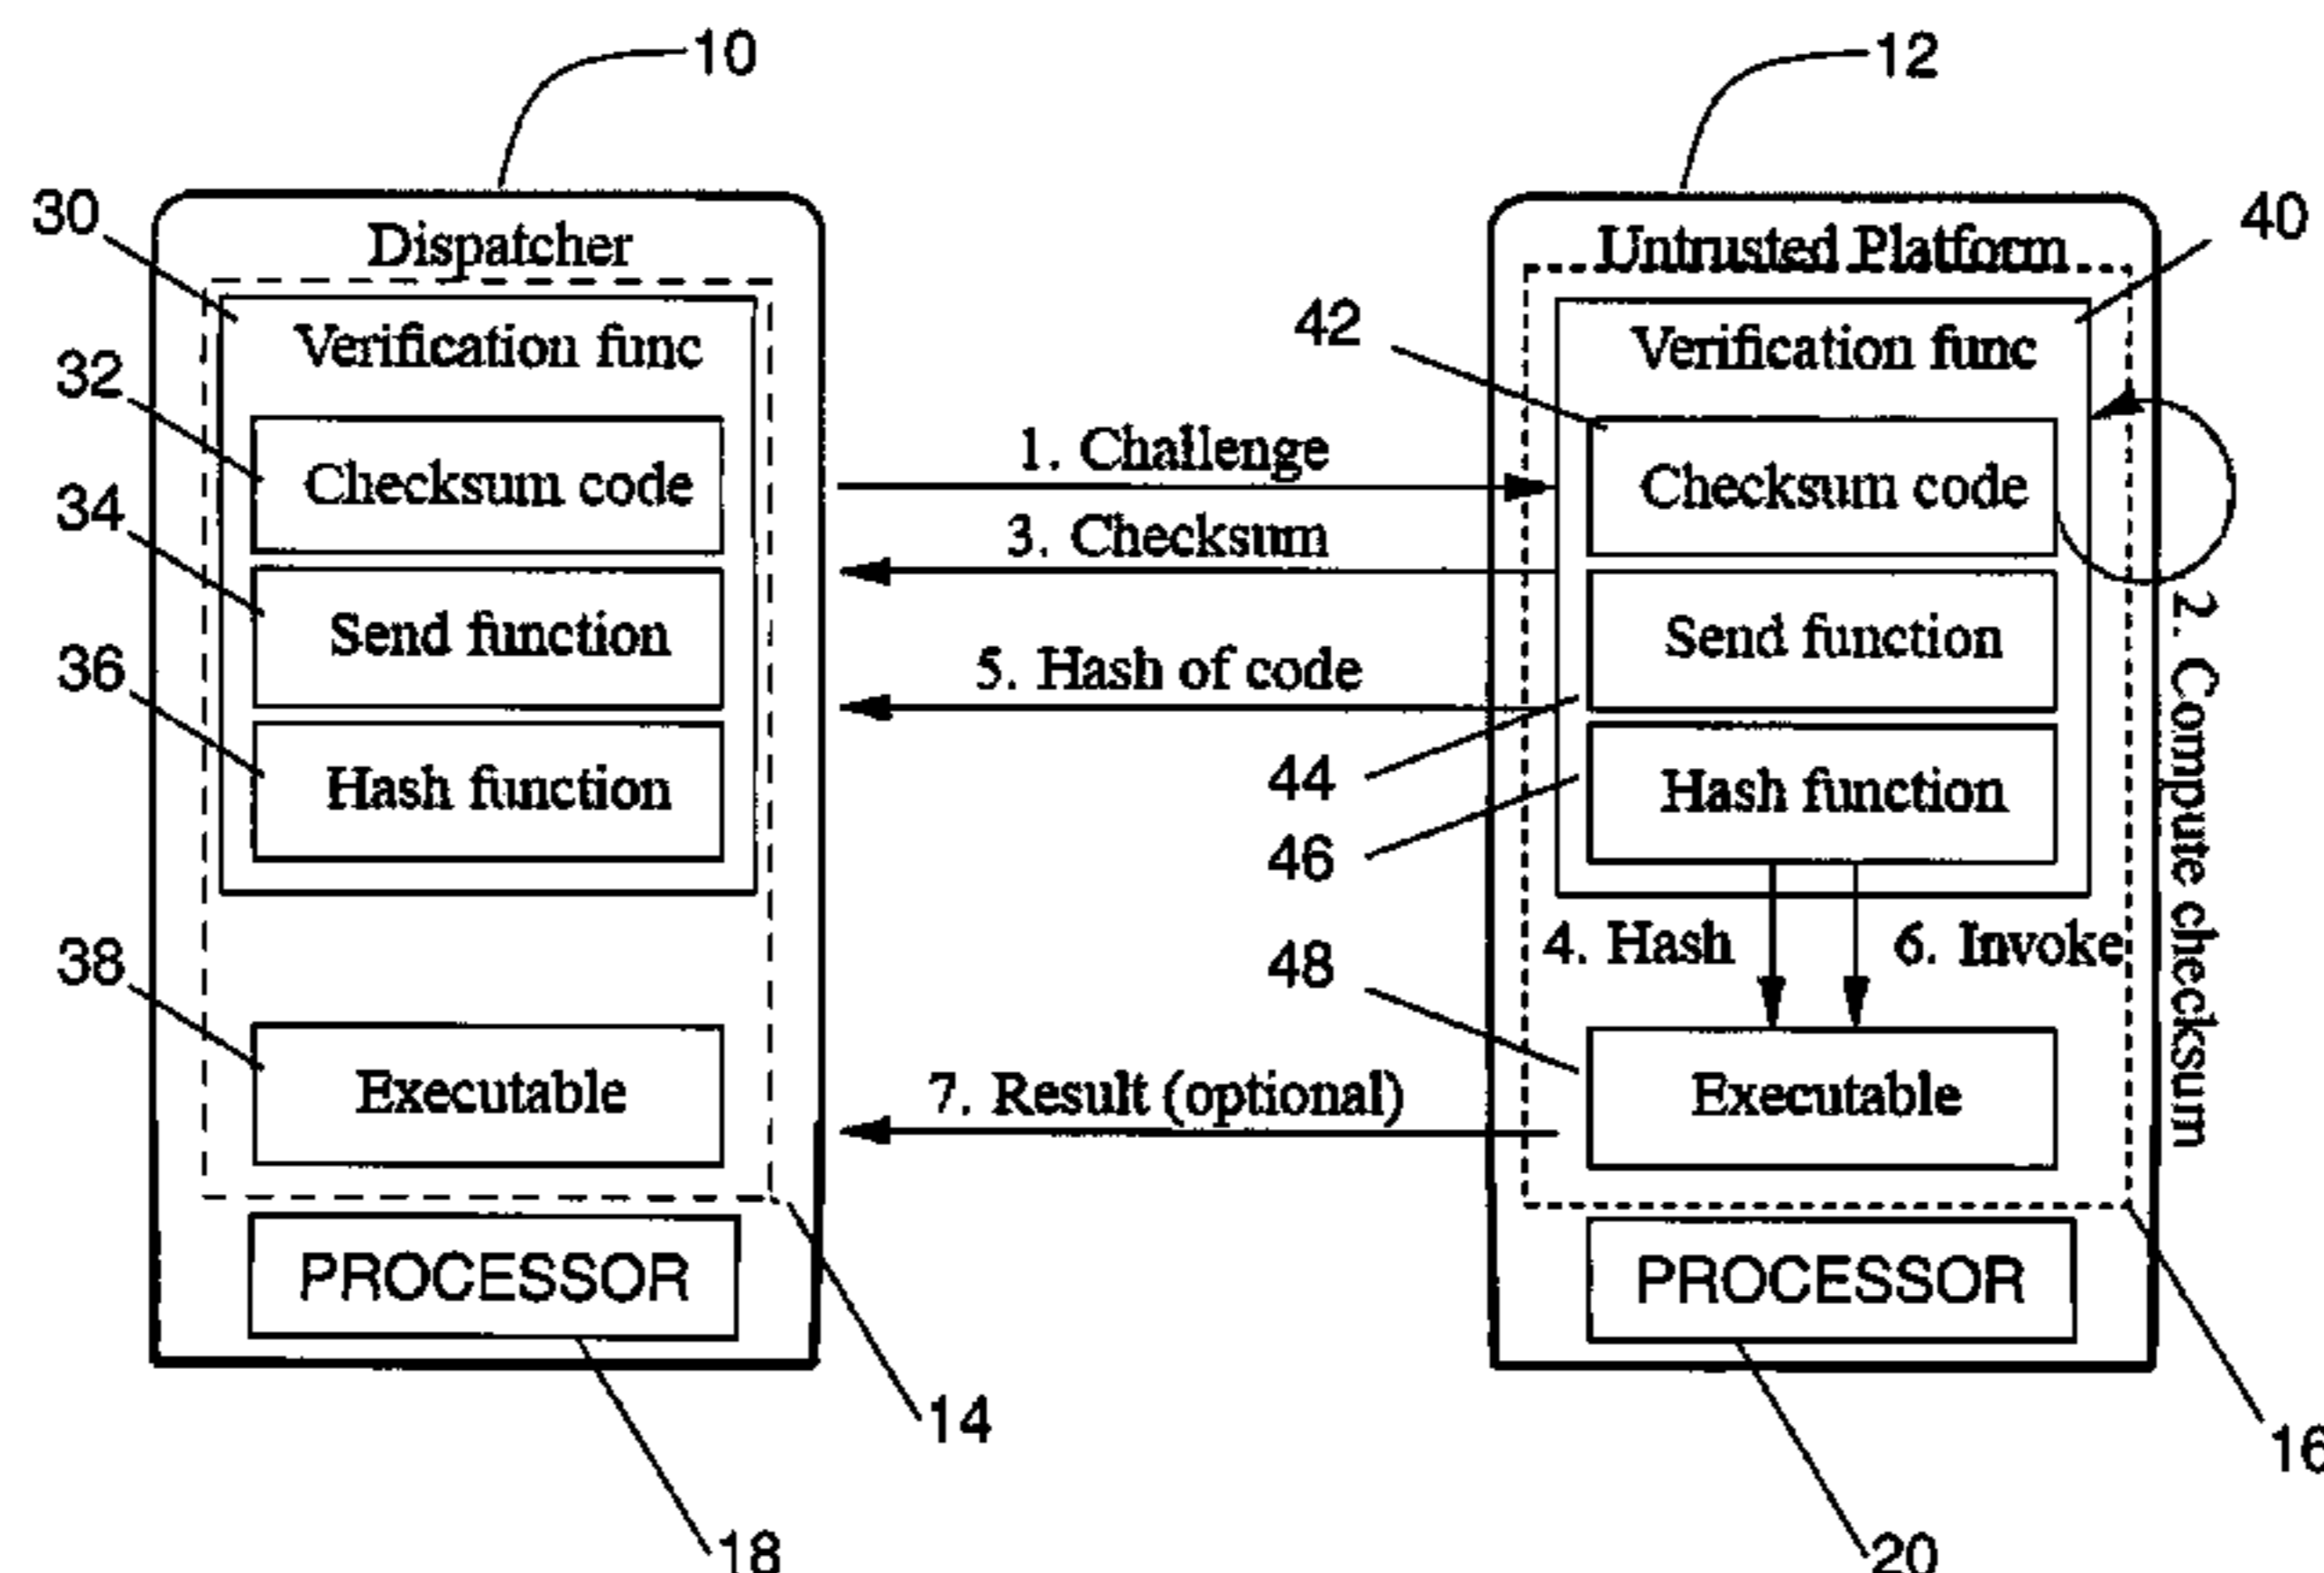 10
12
30
40
Dispatcher
Untrusted Platform
Verification func
Verification func
42
32
Checksum code
1. Challenge
Checksum code
34
3. Checksum
Send function
Send function
36
5. Hash of code
2. Compute checksum
Hash function
44
Hash function
46
38
48
4. Hash
6. Invoke
Executable
7. Result (optional)
Executable
PROCESSOR
PROCESSOR
14
16
18
20